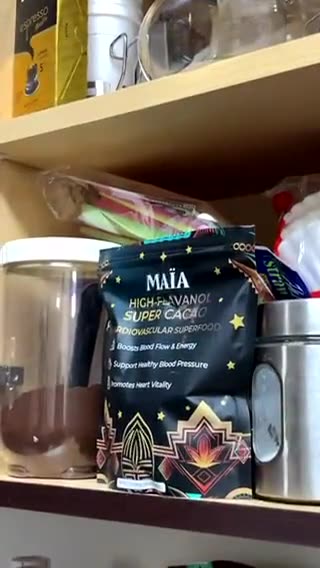 espresso
MAÏA
HIGH-FLAVANOL
SUPER CACAO
CARDIOVASCULAR SUPERFOOD
Boosts Blood Flow & Energy
Support Healthy Blood Pressure
Promotes Heart Vitality